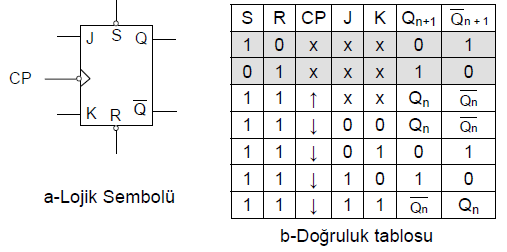 J S Q
CP
K R Q̅
a-Lojik Sembolü
S R CP J K Qn+1 Q̅n + 1
1 0 x x x 0 1
0 1 x x x 1 0
1 1 ↑ x x Qn Q̅n
1 1 ↓ 0 0 Qn Q̅n
1 1 ↓ 0 1 0 1
1 1 ↓ 1 0 1 0
1 1 ↓ 1 1 Q̅n Qn
b-Doğruluk tablosu